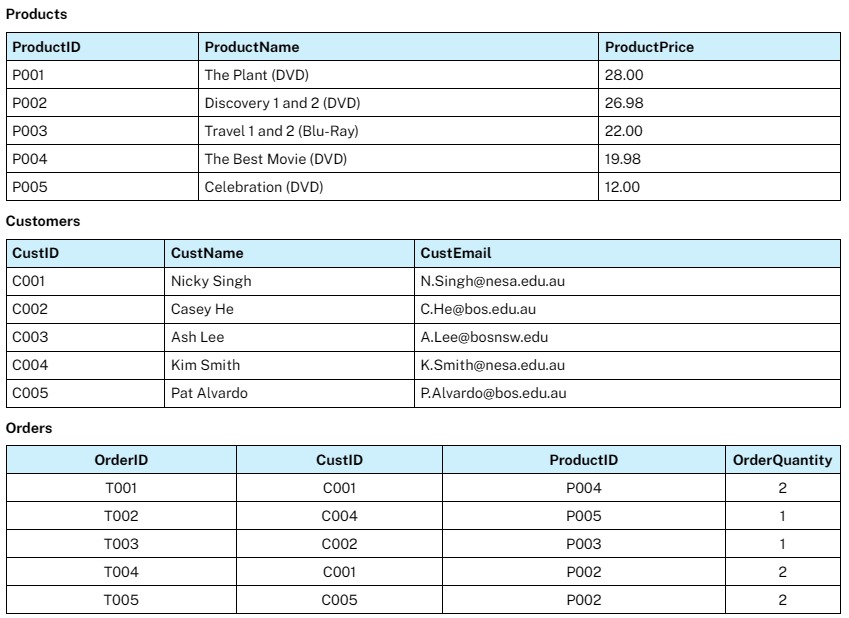 Products
ProductID ProductName ProductPrice
P001 The Plant (DVD) 28.00
P002 Discovery 1 and 2 (DVD) 26.98
P003 Travel 1 and 2 (Blu-Ray) 22.00
P004 The Best Movie (DVD) 19.98
P005 Celebration (DVD) 12.00
Customers
CustID CustName CustEmail
C001 Nicky Singh N.Singh@nesa.edu.au
C002 Casey He C.He@bos.edu.au
C003 Ash Lee A.Lee@bosnsw.edu
C004 Kim Smith K.Smith@nesa.edu.au
C005 Pat Alvardo P.Alvardo@bos.edu.au
Orders
OrderID CustID ProductID OrderQuantity
T001 C001 P004 2
T002 C004 P005 1
T003 C002 P003 1
T004 C001 P002 2
T005 C005 P002 2